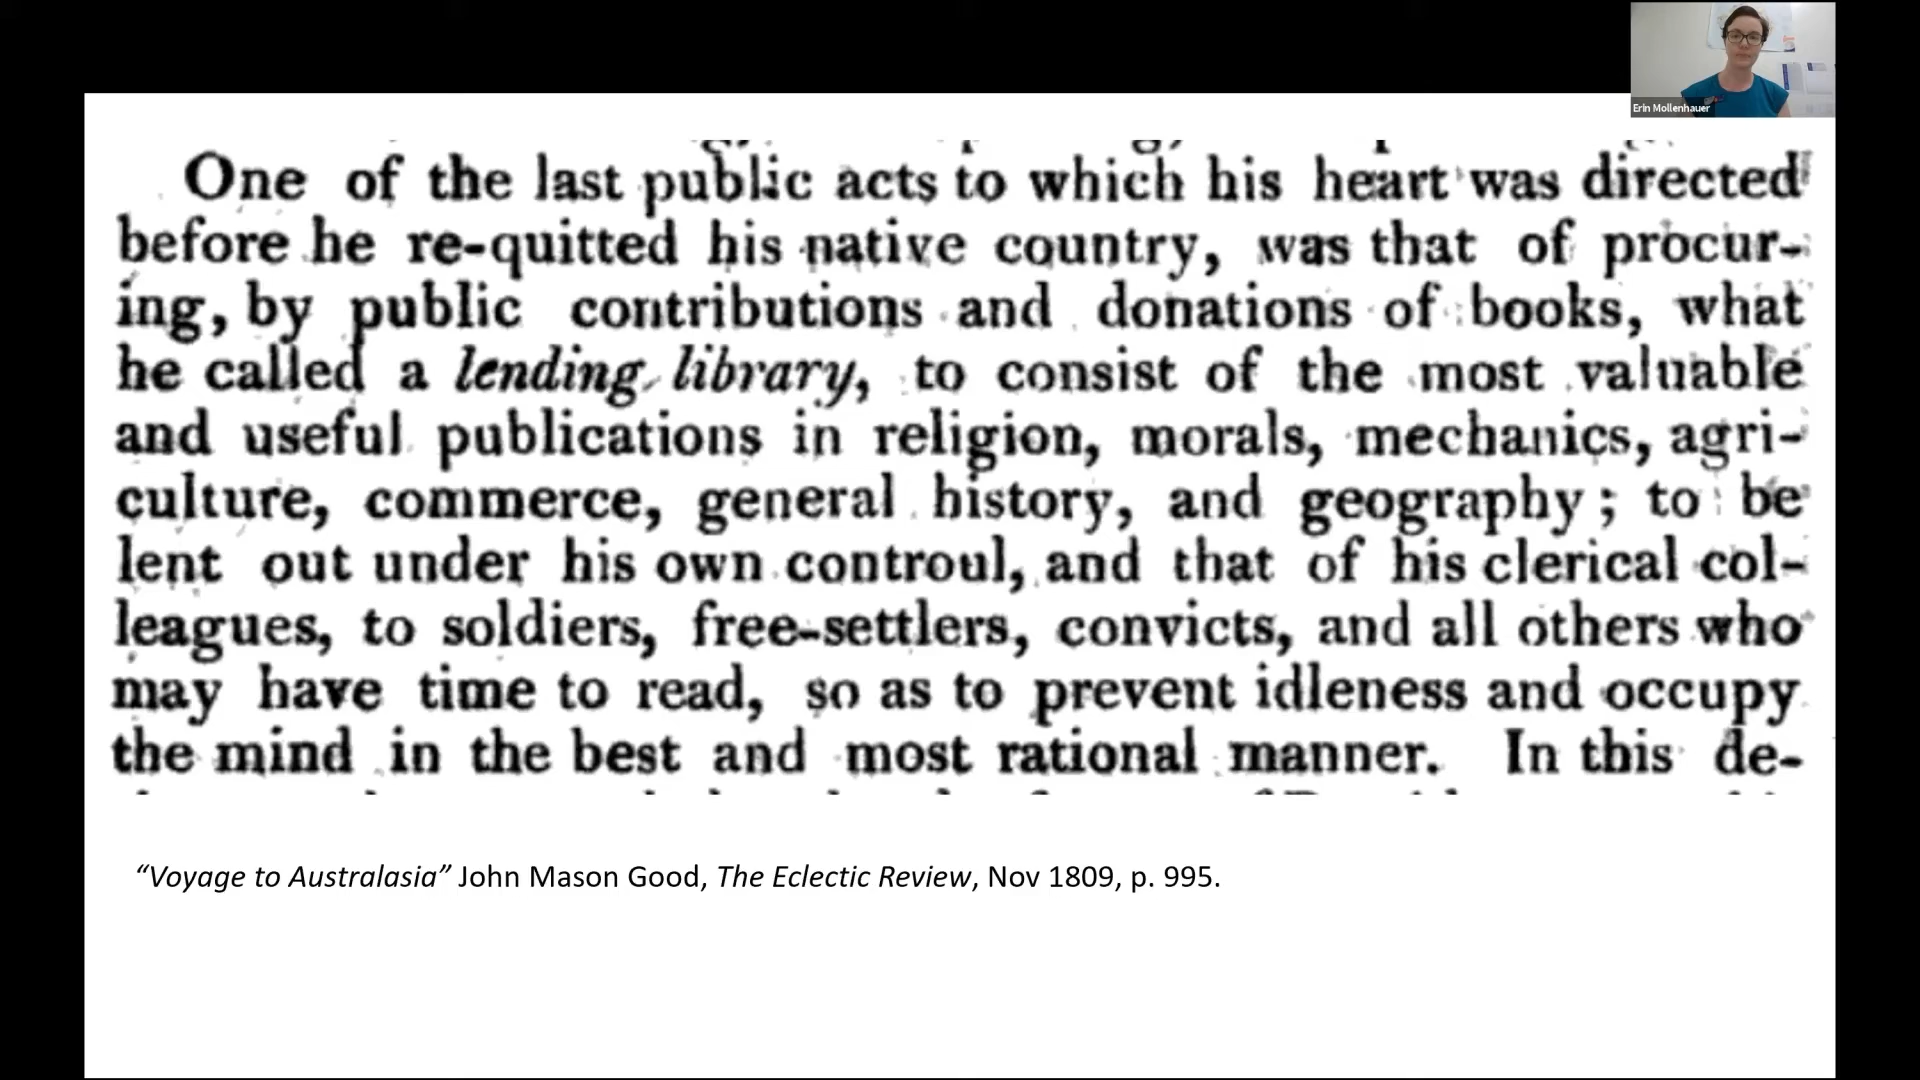 Erin Mollenhauer
One of the last public acts to which his heart was directed
before he re-quitted his native country, was that of procur-
ing, by public contributions and donations of books, what
he called a lending library, to consist of the most valuable
and useful publications in religion, morals, mechanics, agri-
culture, commerce, general history, and geography; to be
lent out under his own controul, and that of his clerical col-
leagues, to soldiers, free-settlers, convicts, and all others who
may have time to read, so as to prevent idleness and occupy
the mind in the best and most rational manner. In this de-
“Voyage to Australasia” John Mason Good, The Eclectic Review, Nov 1809, p. 995.